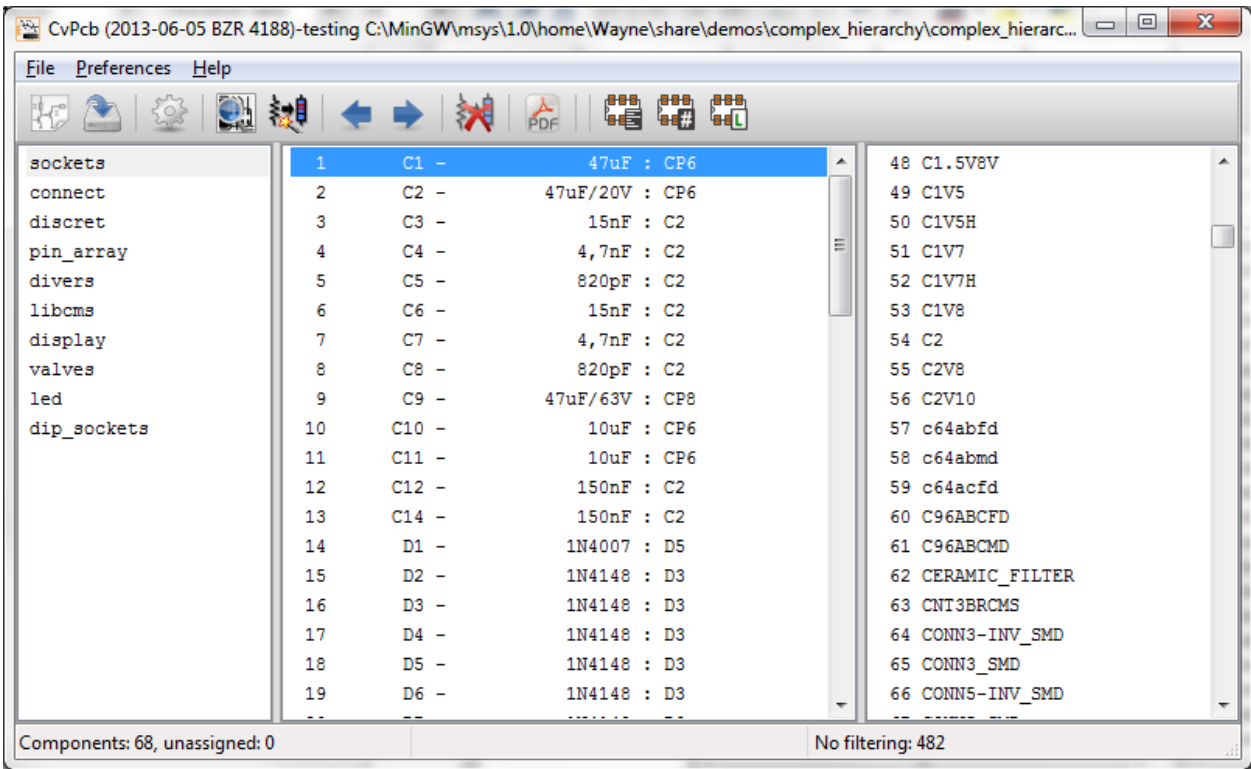 CvPcb (2013-06-05 BZR 4188)-testing C:\MinGW\msys\1.0\home\Wayne\share\demos\complex_hierarchy\complex_hierarc...
File Preferences Help
PDF # L
sockets
connect
discret
pin_array
divers
libcms
display
valves
led
dip_sockets
1 C1 - 47uF : CP6
2 C2 - 47uF/20V : CP6
3 C3 - 15nF : C2
4 C4 - 4,7nF : C2
5 C5 - 820pF : C2
6 C6 - 15nF : C2
7 C7 - 4,7nF : C2
8 C8 - 820pF : C2
9 C9 - 47uF/63V : CP8
10 C10 - 10uF : CP6
11 C11 - 10uF : CP6
12 C12 - 150nF : C2
13 C14 - 150nF : C2
14 D1 - 1N4007 : D5
15 D2 - 1N4148 : D3
16 D3 - 1N4148 : D3
17 D4 - 1N4148 : D3
18 D5 - 1N4148 : D3
19 D6 - 1N4148 : D3
48 C1.5V8V
49 C1V5
50 C1V5H
51 C1V7
52 C1V7H
53 C1V8
54 C2
55 C2V8
56 C2V10
57 c64abfd
58 c64abmd
59 c64acfd
60 C96ABCFD
61 C96ABCMD
62 CERAMIC_FILTER
63 CNT3BRCMS
64 CONN3-INV_SMD
65 CONN3_SMD
66 CONN5-INV_SMD
Components: 68, unassigned: 0
No filtering: 482